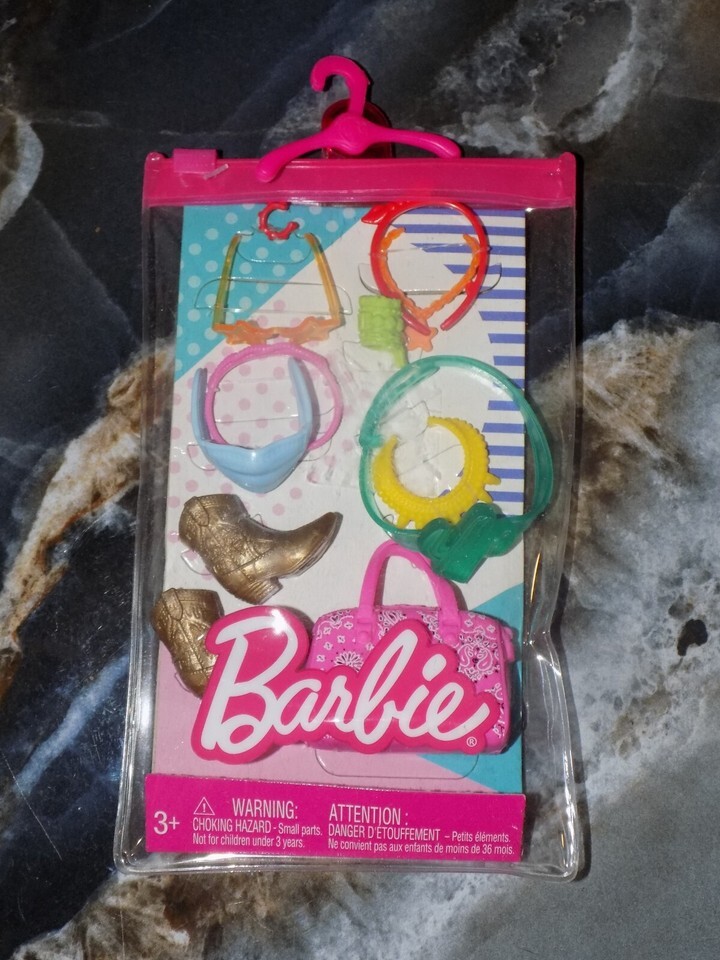 Barbie®
3+
WARNING:
CHOKING HAZARD - Small parts.
Not for children under 3 years.
ATTENTION :
DANGER D'ETOUFFEMENT – Petits éléments.
Ne convient pas aux enfants de moins de 36 mois.